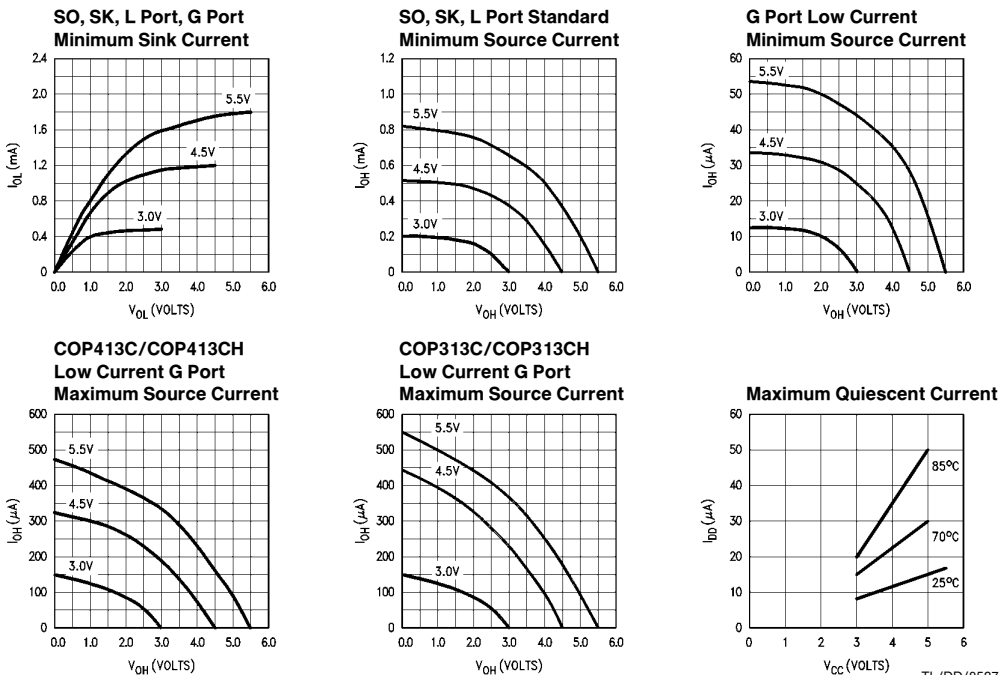 SO, SK, L Port, G Port
Minimum Sink Current
2.4
2.0
1.6
1.2
0.8
0.4
0
I_OL (mA)
5.5V
4.5V
3.0V
0.0 1.0 2.0 3.0 4.0 5.0 6.0
V_OL (VOLTS)
SO, SK, L Port Standard
Minimum Source Current
1.2
1.0
0.8
0.6
0.4
0.2
0
I_OH (mA)
5.5V
4.5V
3.0V
0.0 1.0 2.0 3.0 4.0 5.0 6.0
V_OH (VOLTS)
G Port Low Current
Minimum Source Current
60
50
40
30
20
10
0
I_OH (μA)
5.5V
4.5V
3.0V
0.0 1.0 2.0 3.0 4.0 5.0 6.0
V_OH (VOLTS)
COP413C/COP413CH
Low Current G Port
Maximum Source Current
600
500
400
300
200
100
0
I_OH (μA)
5.5V
4.5V
3.0V
0.0 1.0 2.0 3.0 4.0 5.0 6.0
V_OH (VOLTS)
COP313C/COP313CH
Low Current G Port
Maximum Source Current
600
500
400
300
200
100
0
I_OH (μA)
5.5V
4.5V
3.0V
0.0 1.0 2.0 3.0 4.0 5.0 6.0
V_OH (VOLTS)
Maximum Quiescent Current
60
50
40
30
20
10
0
I_DD (μA)
85°C
70°C
25°C
0 1 2 3 4 5 6
V_CC (VOLTS)